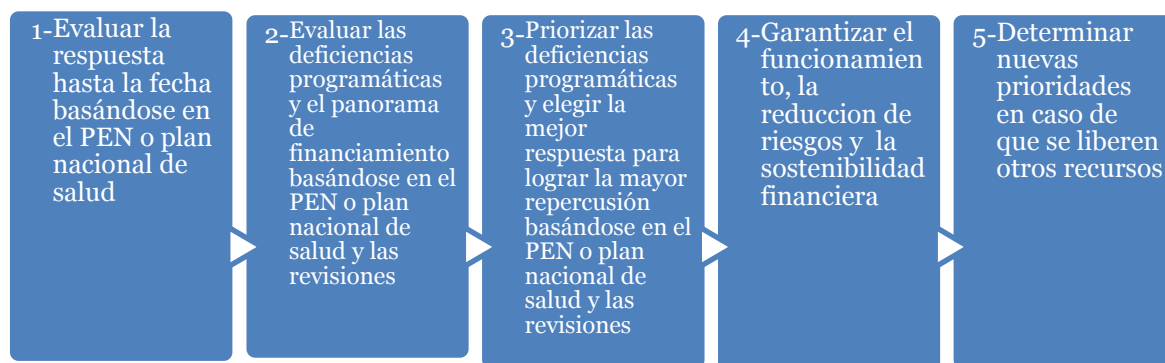 1-Evaluar la
respuesta
hasta la fecha
basándose en
el PEN o plan
nacional de
salud
2-Evaluar las
deficiencias
programáticas
y el panorama
de
financiamiento
basándose en el
PEN o plan
nacional de
salud y las
revisiones
3-Priorizar las
deficiencias
programáticas
y elegir la
mejor
respuesta para
lograr la mayor
repercusión
basándose en el
PEN o plan
nacional de
salud y las
revisiones
4-Garantizar el
funcionamien
to, la
reduccion de
riesgos y la
sostenibilidad
financiera
5-Determinar
nuevas
prioridades
en caso de
que se liberen
otros recursos